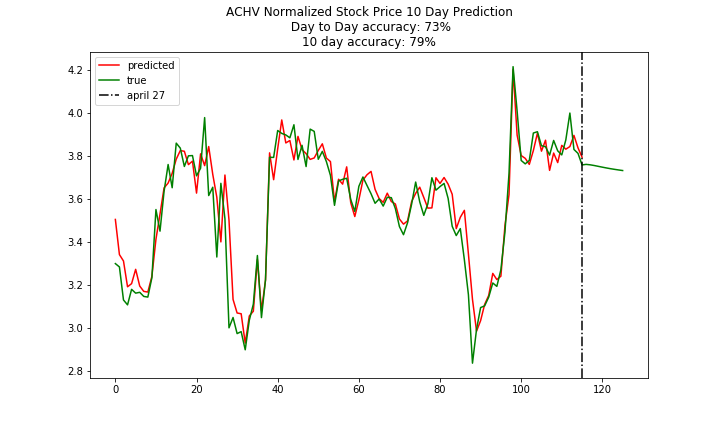 ACHV Normalized Stock Price 10 Day Prediction
Day to Day accuracy: 73%
10 day accuracy: 79%
predicted
true
april 27
4.2
4.0
3.8
3.6
3.4
3.2
3.0
2.8
0 20 40 60 80 100 120